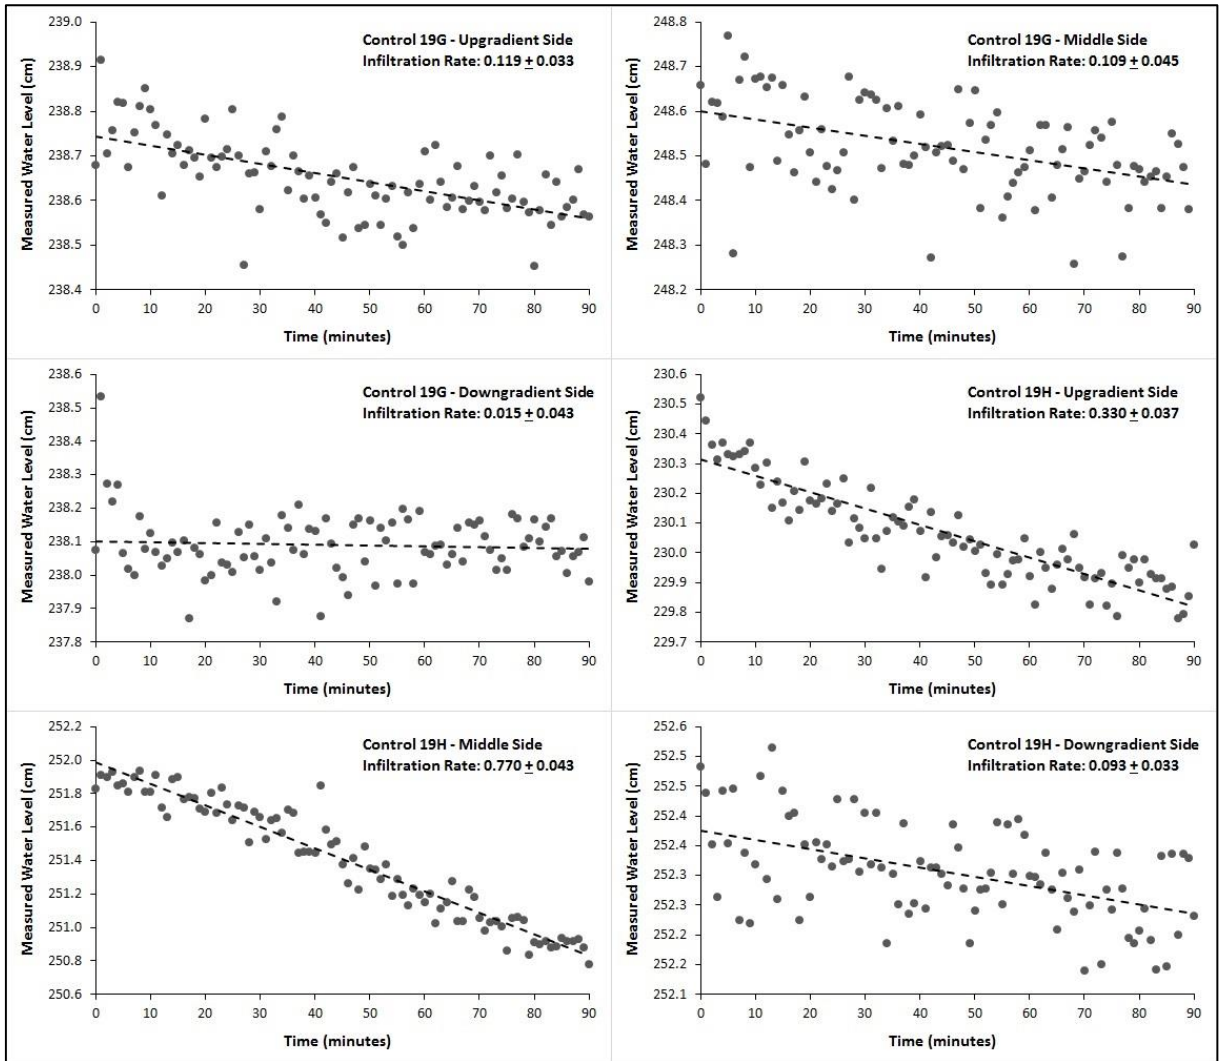 Control 19G - Upgradient Side
Infiltration Rate: 0.119 ± 0.033
Measured Water Level (cm)
239.0
238.9
238.8
238.7
238.6
238.5
238.4
0 10 20 30 40 50 60 70 80 90
Time (minutes)
Control 19G - Middle Side
Infiltration Rate: 0.109 ± 0.045
Measured Water Level (cm)
248.8
248.7
248.6
248.5
248.4
248.3
248.2
0 10 20 30 40 50 60 70 80 90
Time (minutes)
Control 19G - Downgradient Side
Infiltration Rate: 0.015 ± 0.043
Measured Water Level (cm)
238.6
238.5
238.4
238.3
238.2
238.1
238.0
237.9
237.8
0 10 20 30 40 50 60 70 80 90
Time (minutes)
Control 19H - Upgradient Side
Infiltration Rate: 0.330 ± 0.037
Measured Water Level (cm)
230.6
230.5
230.4
230.3
230.2
230.1
230.0
229.9
229.8
229.7
0 10 20 30 40 50 60 70 80 90
Time (minutes)
Control 19H - Middle Side
Infiltration Rate: 0.770 ± 0.043
Measured Water Level (cm)
252.2
252.0
251.8
251.6
251.4
251.2
251.0
250.8
250.6
0 10 20 30 40 50 60 70 80 90
Time (minutes)
Control 19H - Downgradient Side
Infiltration Rate: 0.093 ± 0.033
Measured Water Level (cm)
252.6
252.5
252.5
252.4
252.4
252.3
252.3
252.2
252.2
252.1
0 10 20 30 40 50 60 70 80 90
Time (minutes)